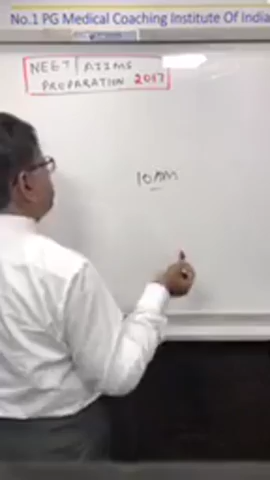 No.1 PG Medical Coaching Institute Of India
NEET | AIIMS
PREPARATION 2017
10 AM